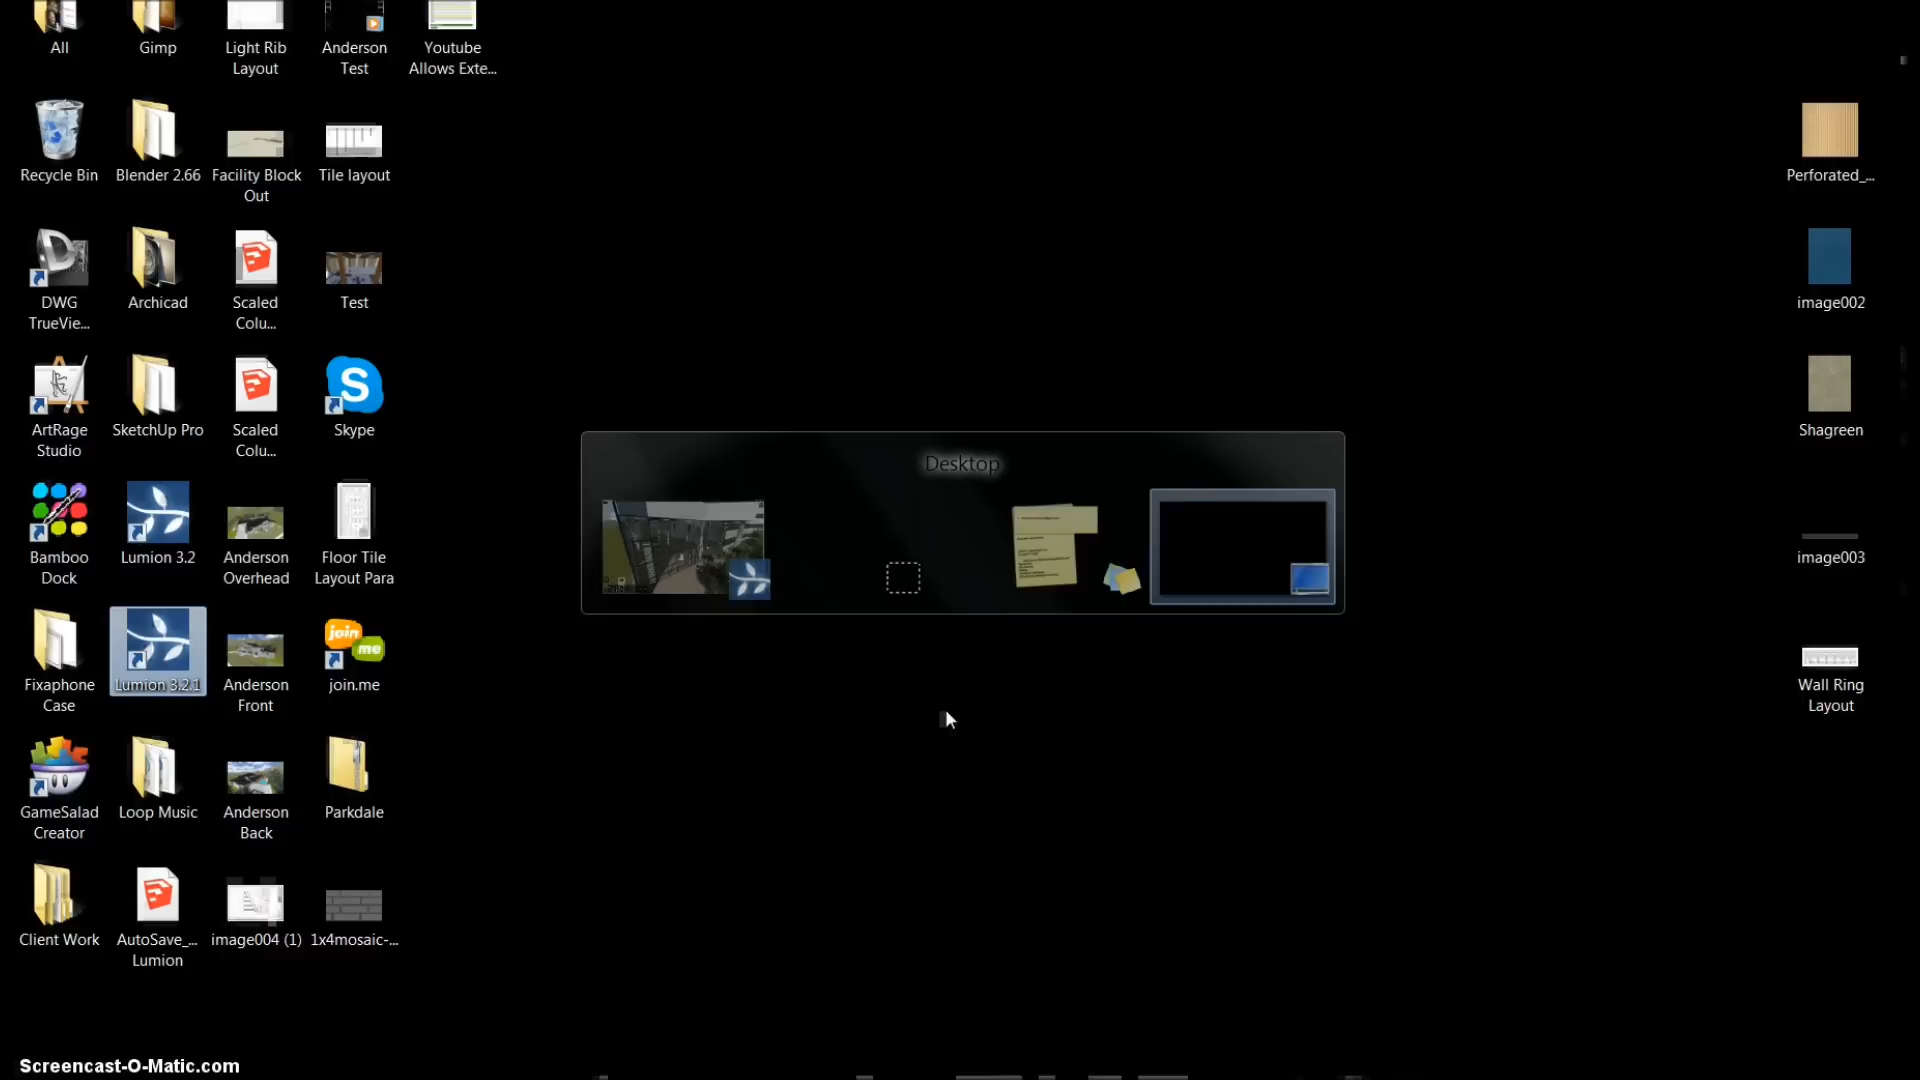 All
Gimp
Light Rib
Layout
Anderson
Test
Youtube
Allows Exte...
Recycle Bin
Blender 2.66
Facility Block
Out
Tile layout
Perforated_...
DWG
TrueVie...
Archicad
Scaled
Colu...
Test
image002
ArtRage
Studio
SketchUp Pro
Scaled
Colu...
Skype
Shagreen
Desktop
Bamboo
Dock
Lumion 3.2
Anderson
Overhead
Floor Tile
Layout Para
image003
Fixaphone
Case
Lumion 3.2.1
Anderson
Front
join.me
Wall Ring
Layout
GameSalad
Creator
Loop Music
Anderson
Back
Parkdale
Client Work
AutoSave_...
Lumion
image004 (1)
1x4mosaic-...
Screencast-O-Matic.com